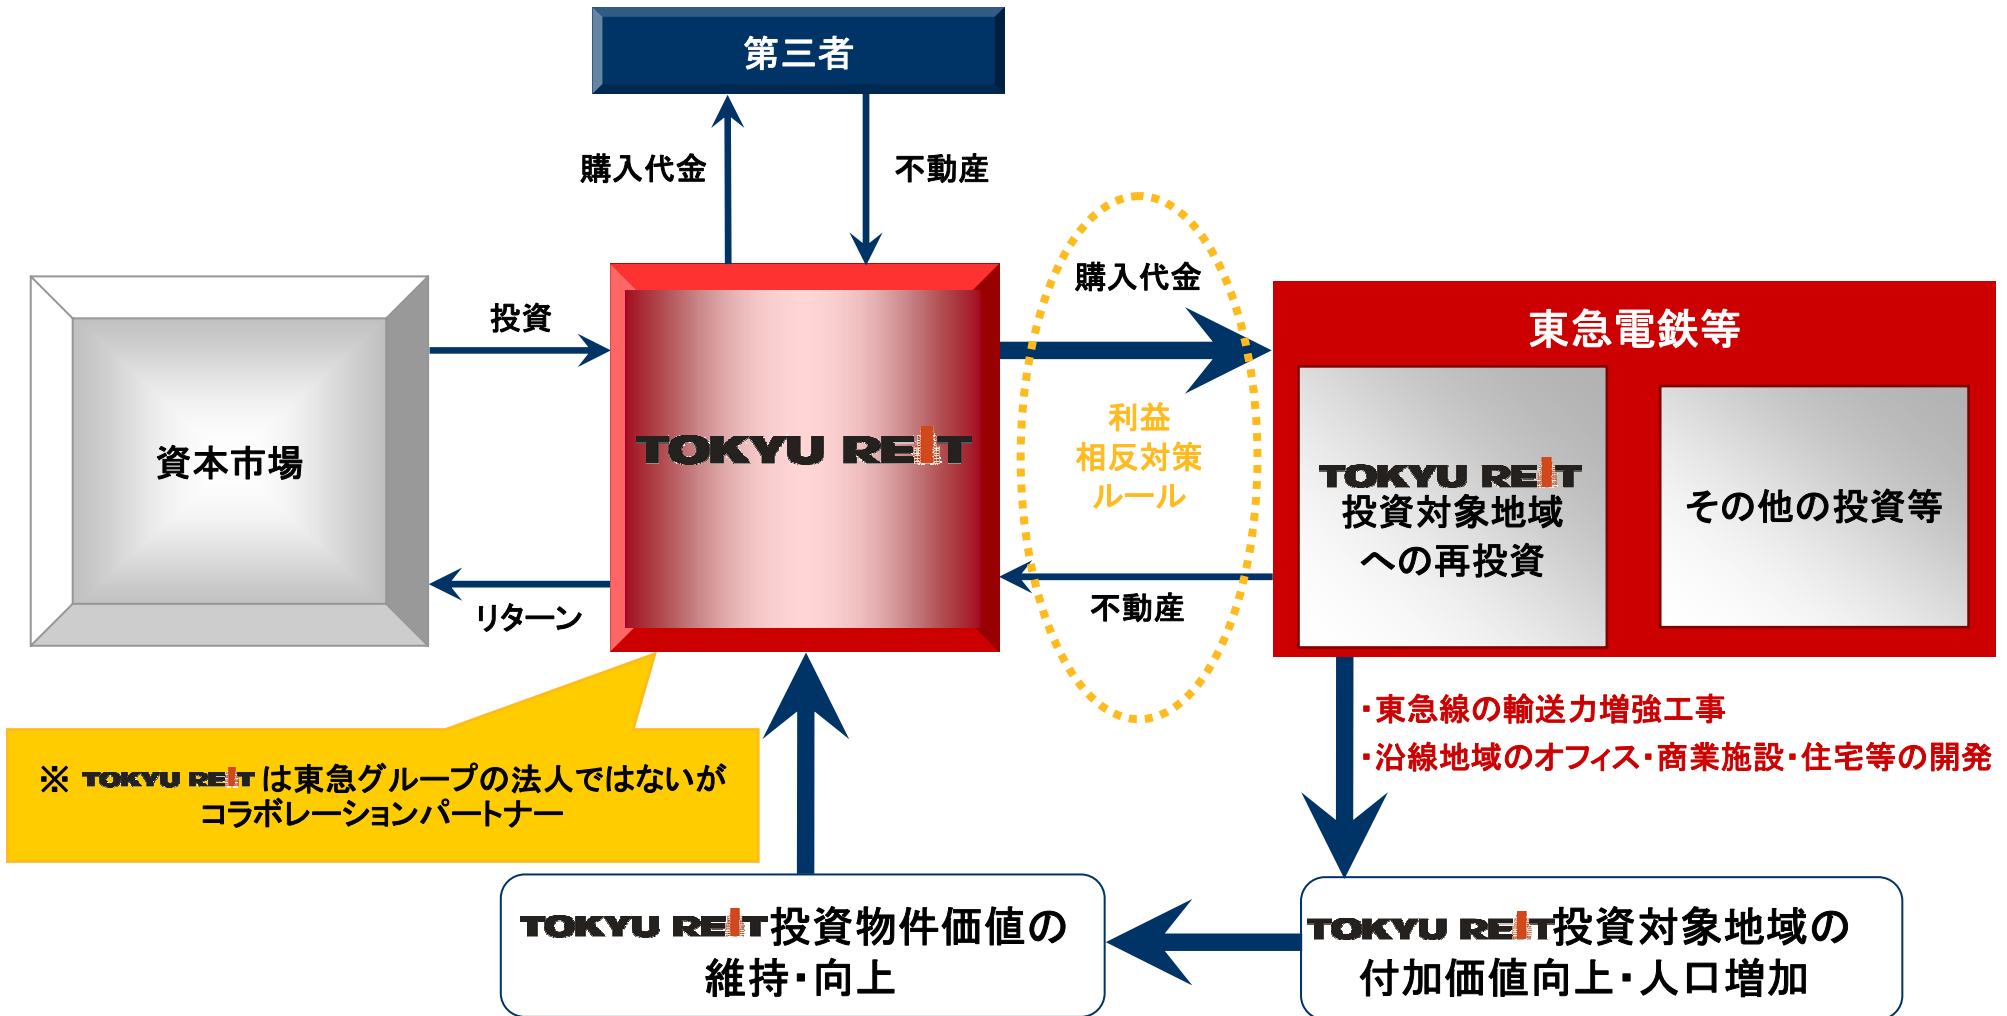 第三者
購入代金
不動産
購入代金
投資
東急電鉄等
TOKYU REIT
利益
相反対策
ルール
資本市場
TOKYU REIT
投資対象地域
への再投資
その他の投資等
不動産
リターン
・東急線の輸送力増強工事
・沿線地域のオフィス・商業施設・住宅等の開発
※ TOKYU REIT は東急グループの法人ではないが
コラボレーションパートナー
TOKYU REIT投資物件価値の
維持・向上
TOKYU REIT投資対象地域の
付加価値向上・人口増加